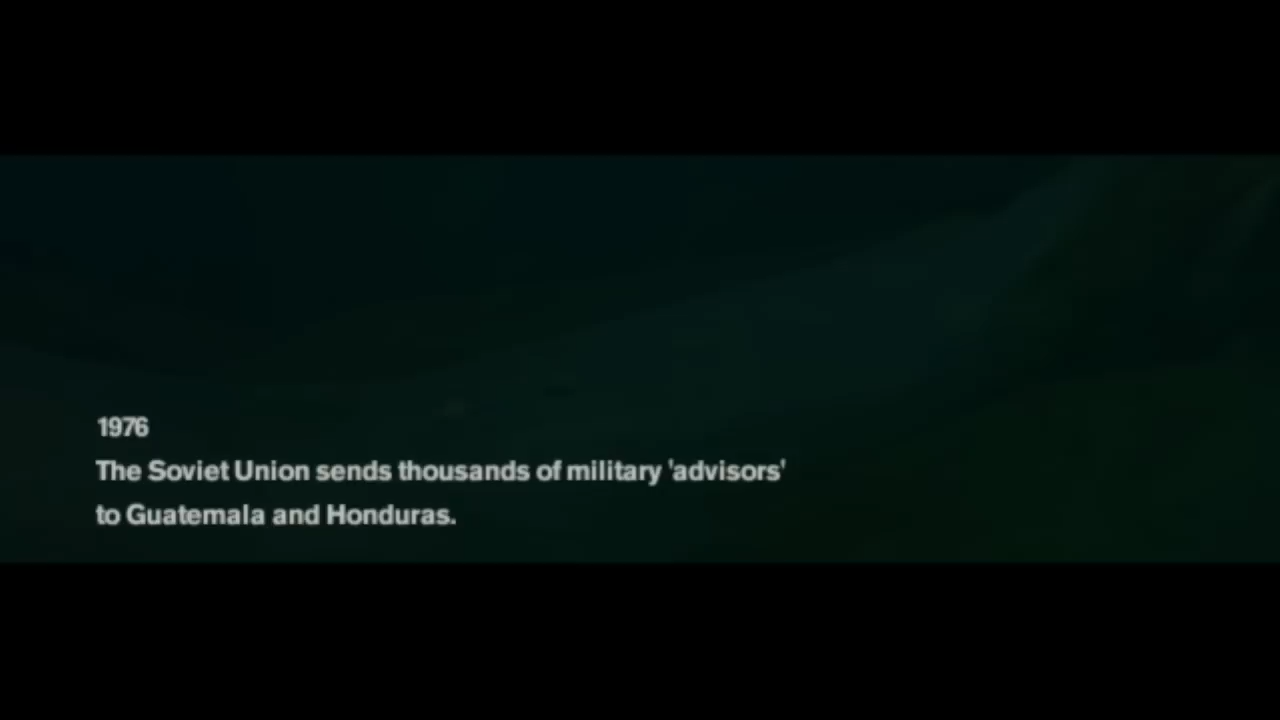 1976
The Soviet Union sends thousands of military 'advisors'
to Guatemala and Honduras.